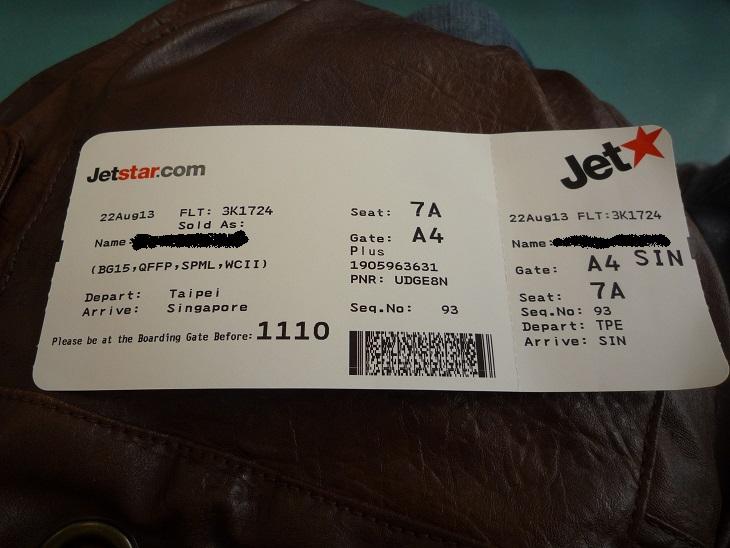 Jetstar.com
22Aug13 FLT: 3K1724
Sold As:
Name:
(BG15,QFFP,SPML,WCII)
Depart: Taipei
Arrive: Singapore
Please be at the Boarding Gate Before: 1110
Seat: 7A
Gate: A4
Plus
1905963631
PNR: UDGE8N
Seq.No: 93
Jet
22Aug13 FLT:3K1724
Name:
Gate: A4 SIN
Seat: 7A
Seq.No: 93
Depart: TPE
Arrive: SIN